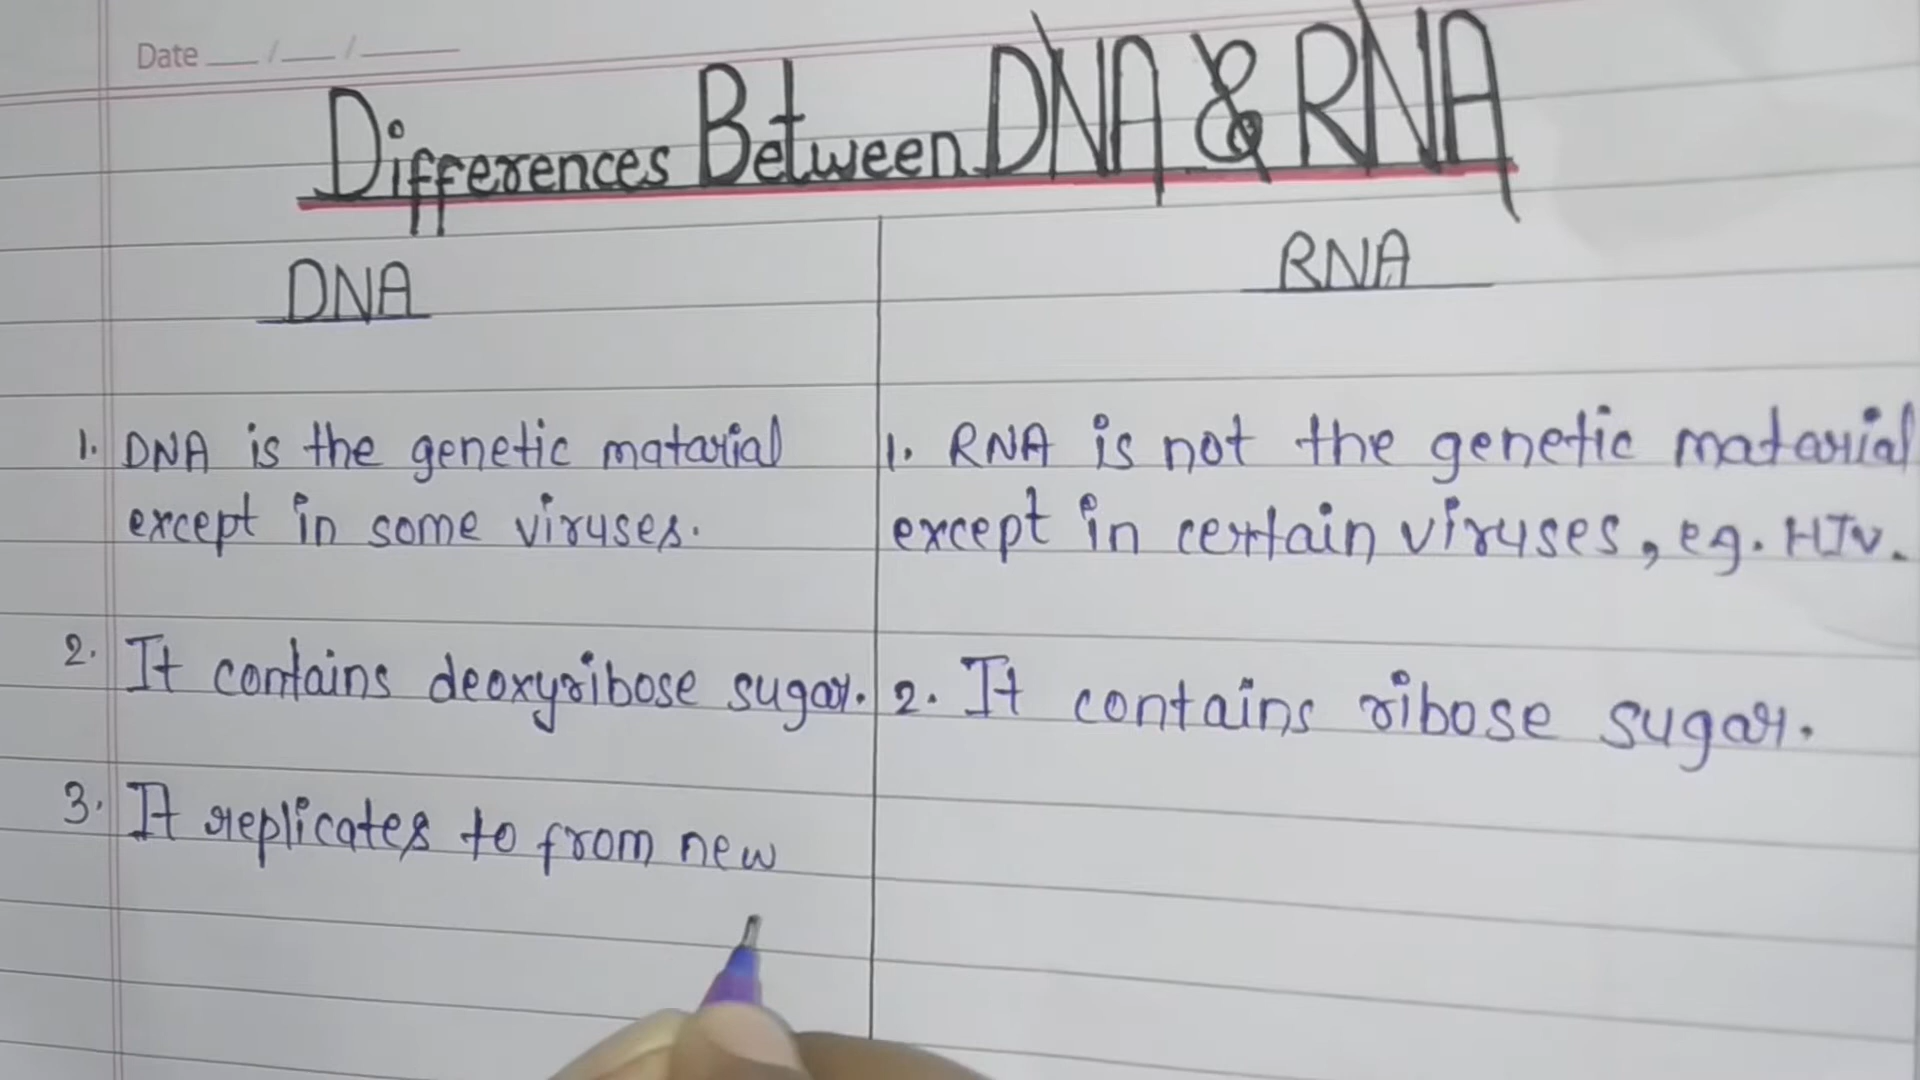 Date __/__/____
Differences Between DNA & RNA
DNA
RNA
1. DNA is the genetic matarial
except in some viruses.
1. RNA is not the genetic matarial
except in certain viruses, eg. HIV.
2. It contains deoxyribose sugar.
2. It contains ribose sugar.
3. It replicates to from new